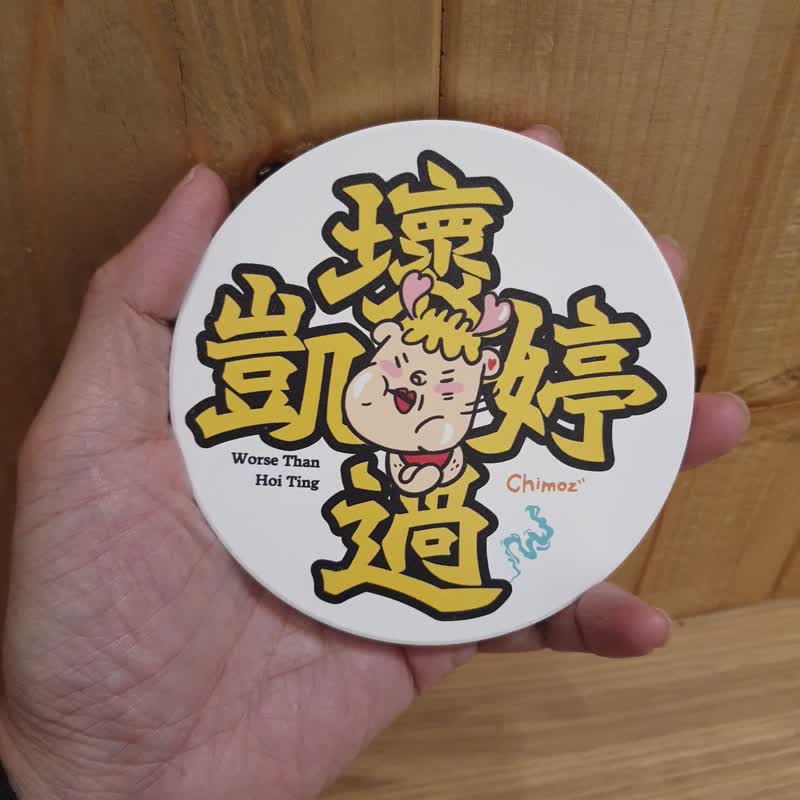 壞
凱婷
過
Worse Than
Hoi Ting
Chimoz"